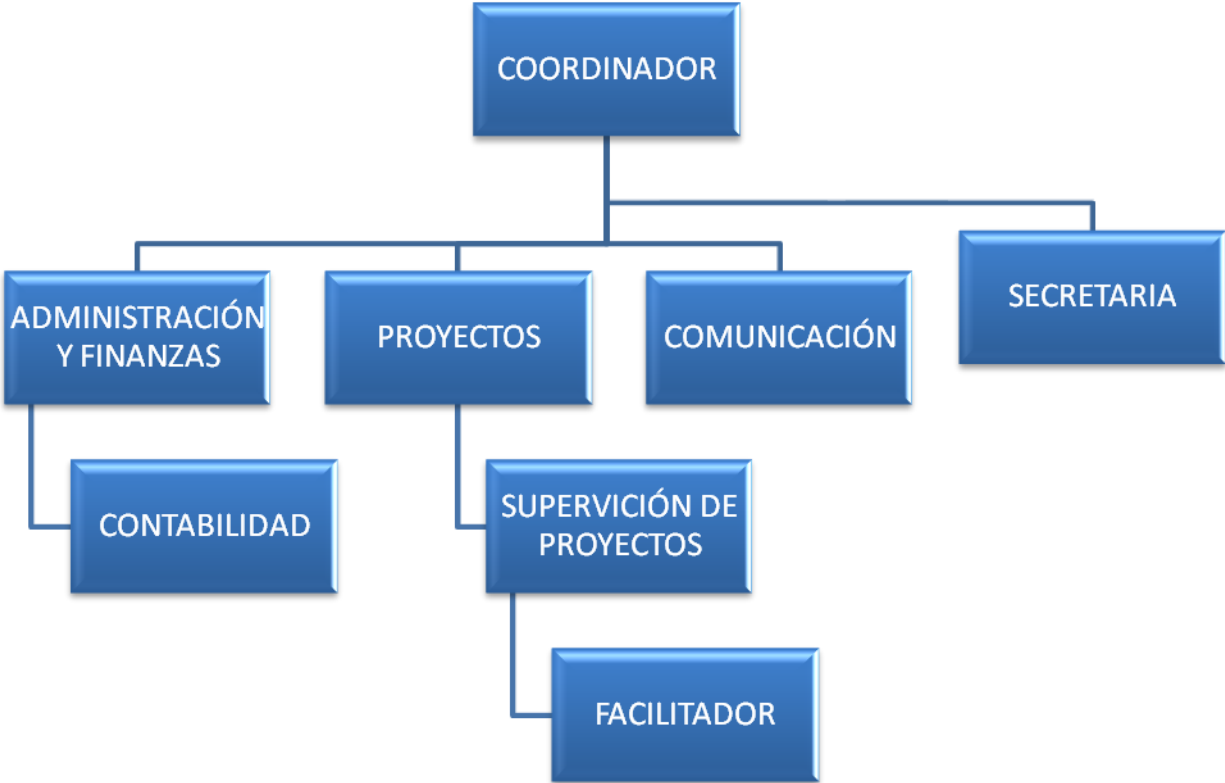 COORDINADOR
SECRETARIA
ADMINISTRACIÓN
Y FINANZAS
PROYECTOS
COMUNICACIÓN
CONTABILIDAD
SUPERVICIÓN DE
PROYECTOS
FACILITADOR